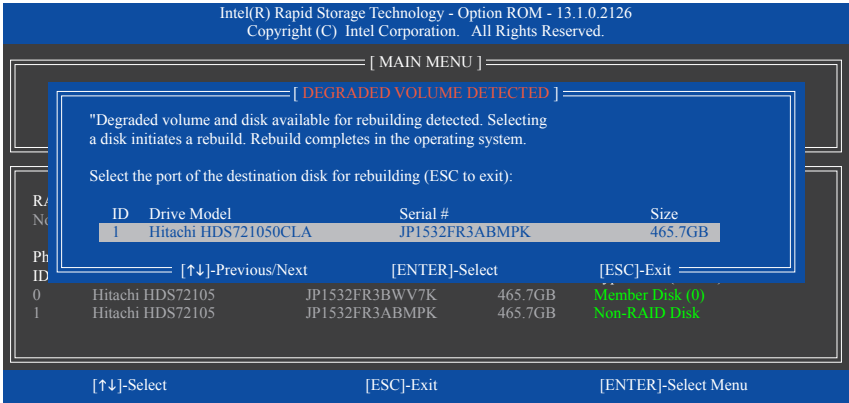 Intel(R) Rapid Storage Technology - Option ROM - 13.1.0.2126
Copyright (C) Intel Corporation. All Rights Reserved.
[ MAIN MENU ]
[ DEGRADED VOLUME DETECTED ]
"Degraded volume and disk available for rebuilding detected. Selecting
a disk initiates a rebuild. Rebuild completes in the operating system.
Select the port of the destination disk for rebuilding (ESC to exit):
ID Drive Model Serial # Size
1 Hitachi HDS721050CLA JP1532FR3ABMPK 465.7GB
[↑↓]-Previous/Next [ENTER]-Select [ESC]-Exit
ID
0 Hitachi HDS72105 JP1532FR3BWV7K 465.7GB Member Disk (0)
1 Hitachi HDS72105 JP1532FR3ABMPK 465.7GB Non-RAID Disk
[↑↓]-Select [ESC]-Exit [ENTER]-Select Menu